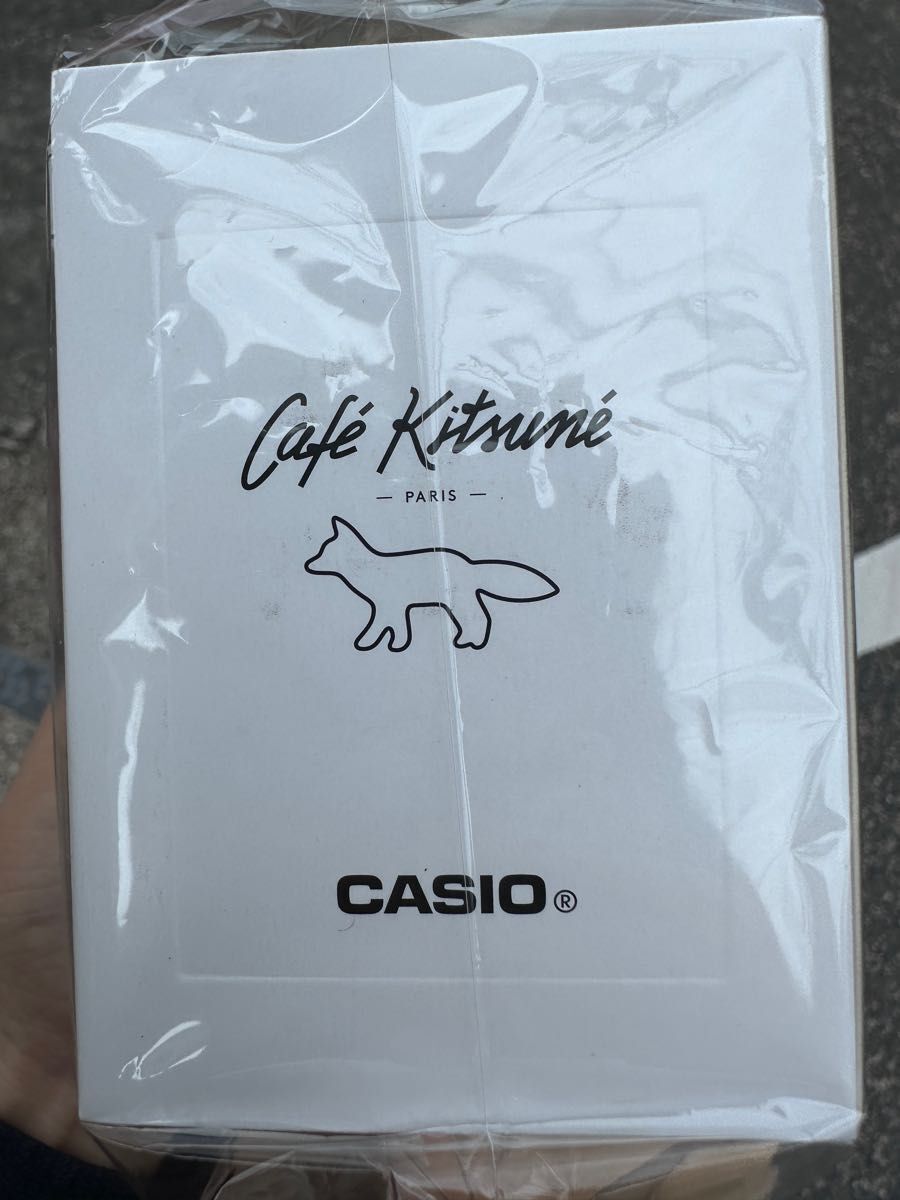 Café Kitsuné
— PARIS —
CASIO®